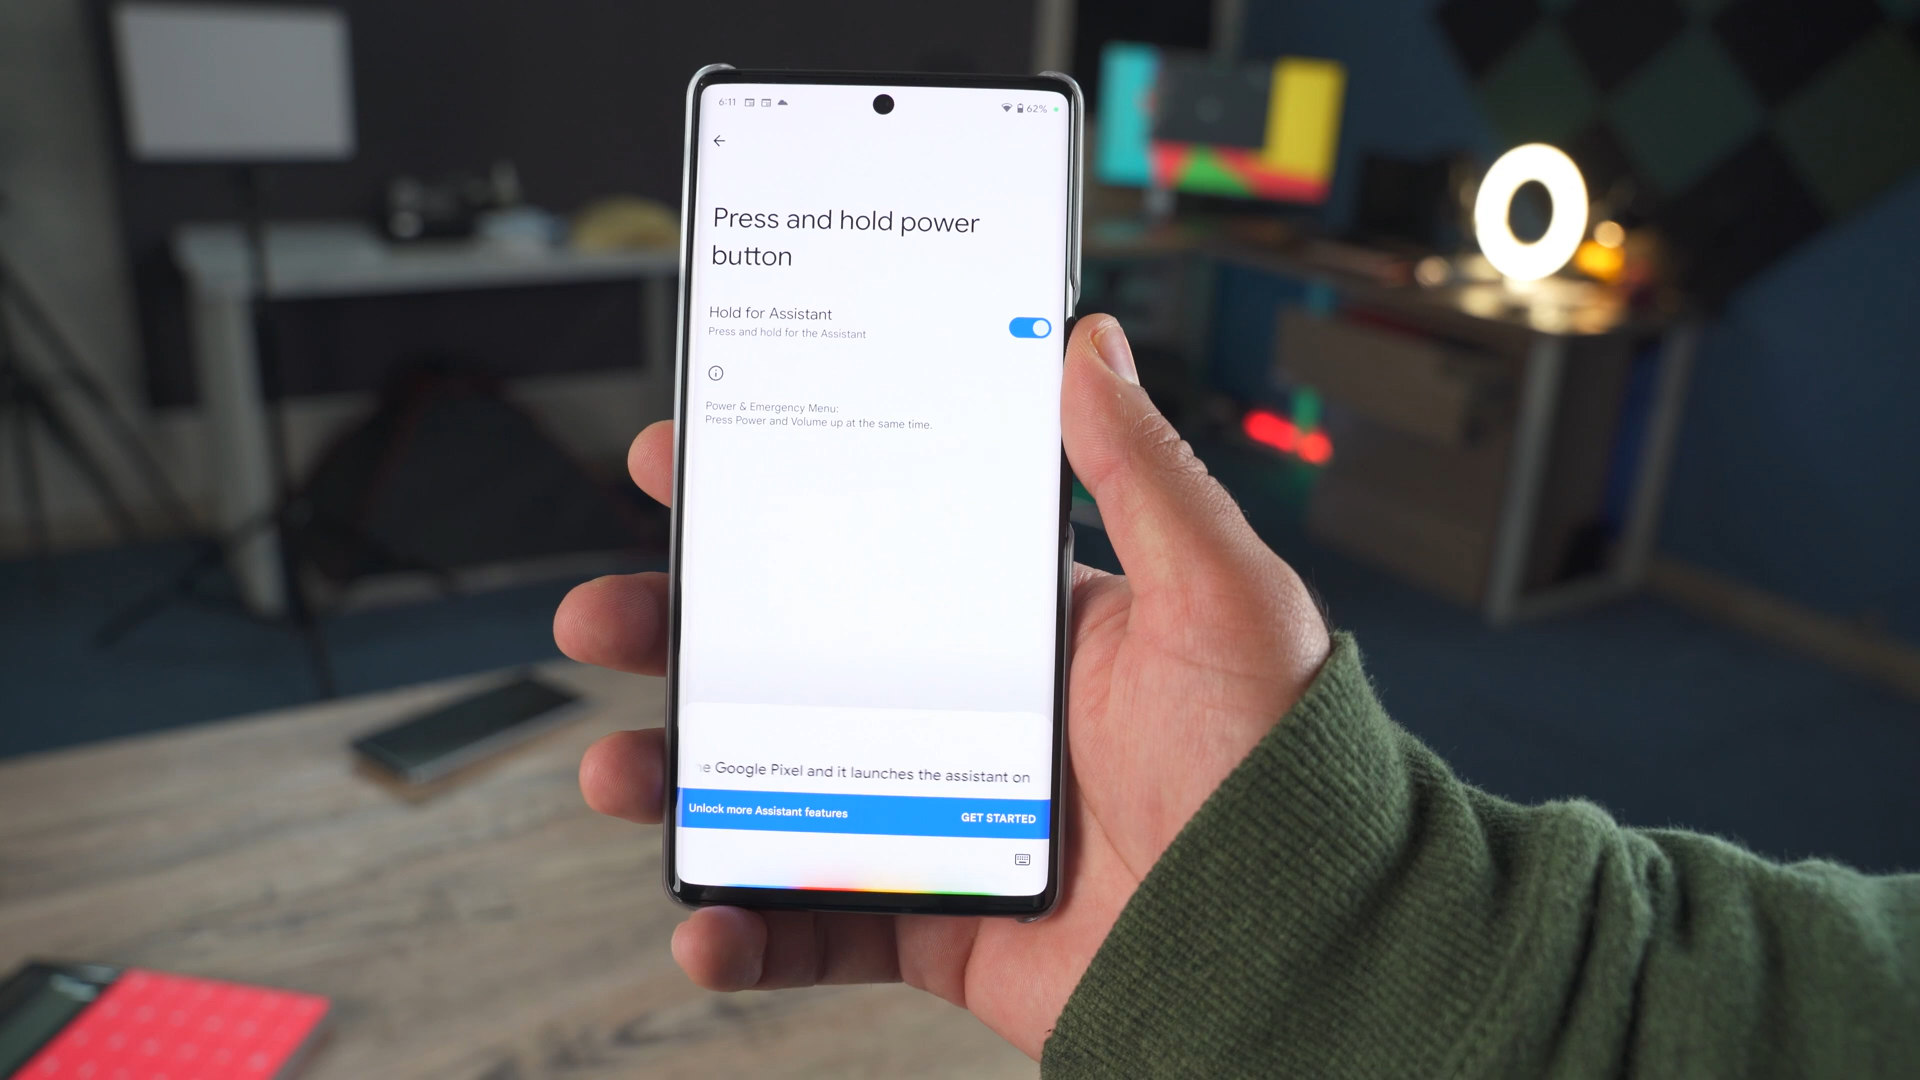 6:11 62%
Press and hold power
button
Hold for Assistant
Press and hold for the Assistant
Power & Emergency Menu:
Press Power and Volume up at the same time.
Google Pixel and it launches the assistant on
Unlock more Assistant features GET STARTED